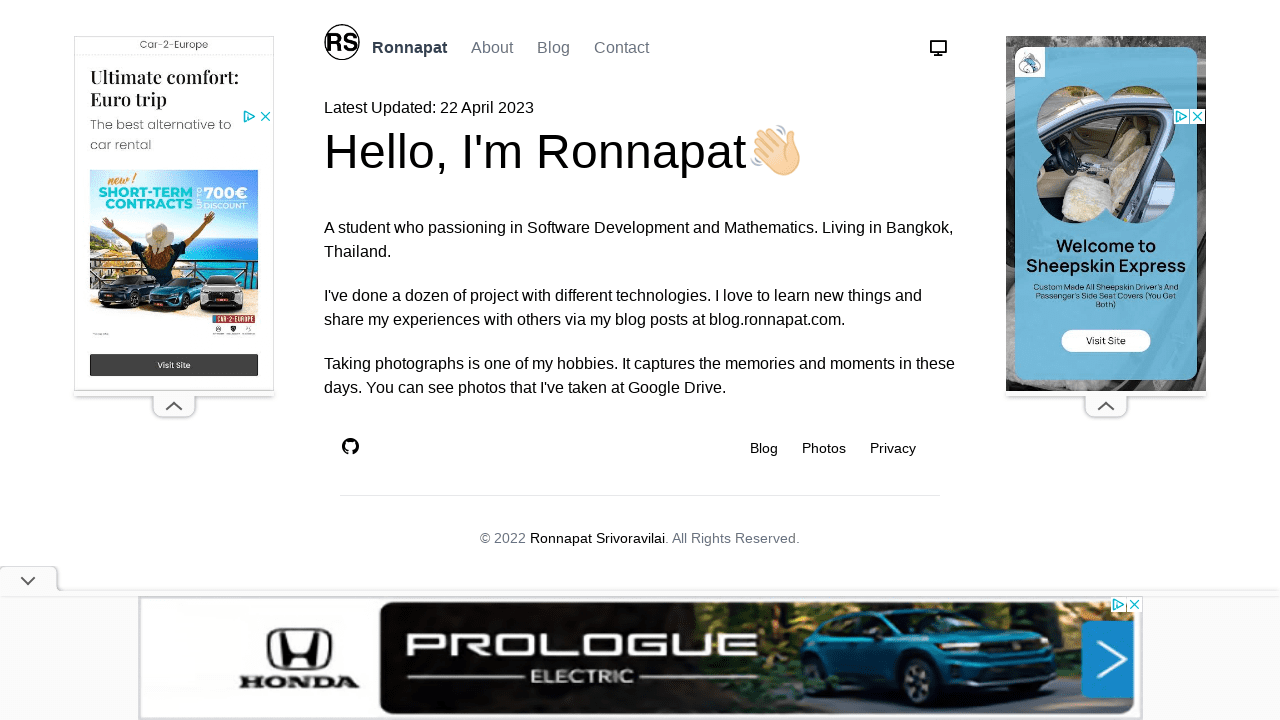 RS
Ronnapat
About
Blog
Contact
Car-2-Europe
Ultimate comfort:
Euro trip
The best alternative to
car rental
new!
SHORT-TERM
CONTRACTS
UP TO
700€
DISCOUNT
CAR-2-EUROPE
Visit Site
Latest Updated: 22 April 2023
Hello, I'm Ronnapat👋🏼
A student who passioning in Software Development and Mathematics. Living in Bangkok,
Thailand.
I've done a dozen of project with different technologies. I love to learn new things and
share my experiences with others via my blog posts at blog.ronnapat.com.
Taking photographs is one of my hobbies. It captures the memories and moments in these
days. You can see photos that I've taken at Google Drive.
Blog
Photos
Privacy
© 2022 Ronnapat Srivoravilai. All Rights Reserved.
Welcome to
Sheepskin Express
Custom Made All Sheepskin Driver's And
Passenger's Side Seat Covers (You Get
Both)
Visit Site
HONDA
PROLOGUE
ELECTRIC